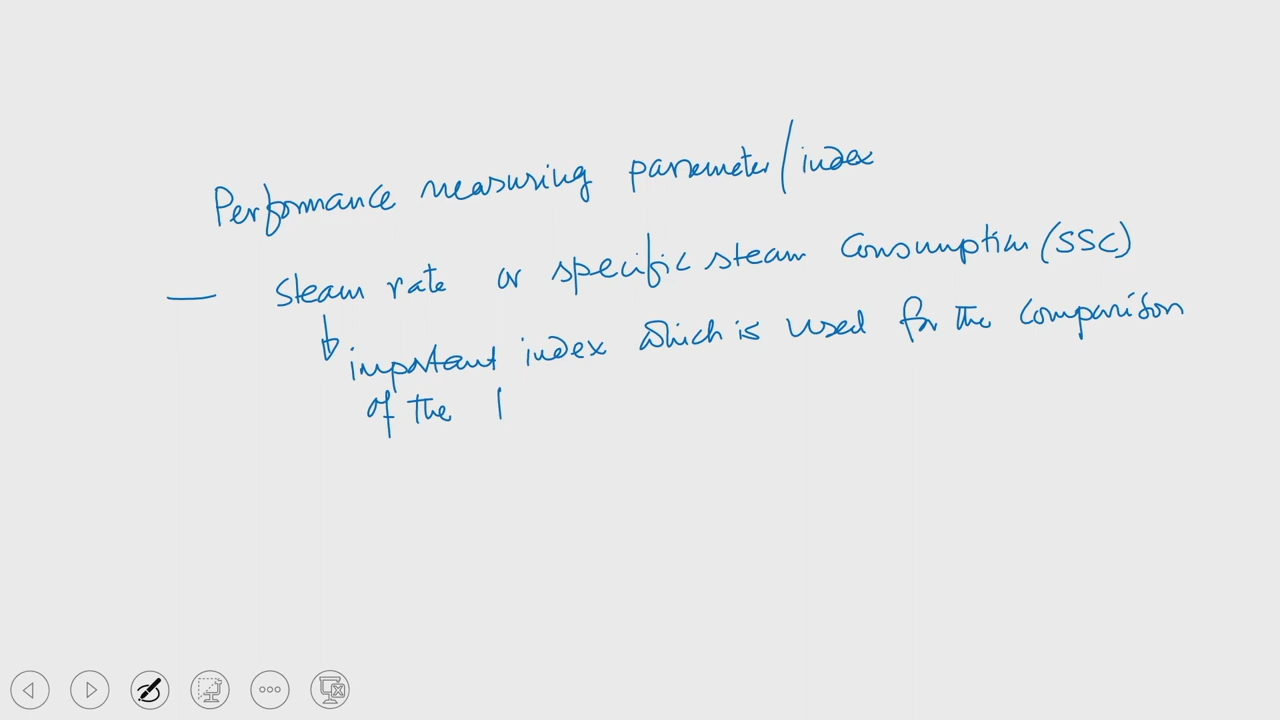 Performance measuring parameter/index
— Steam rate or specific steam consumption (SSC)
important index which is used for the comparison
of the